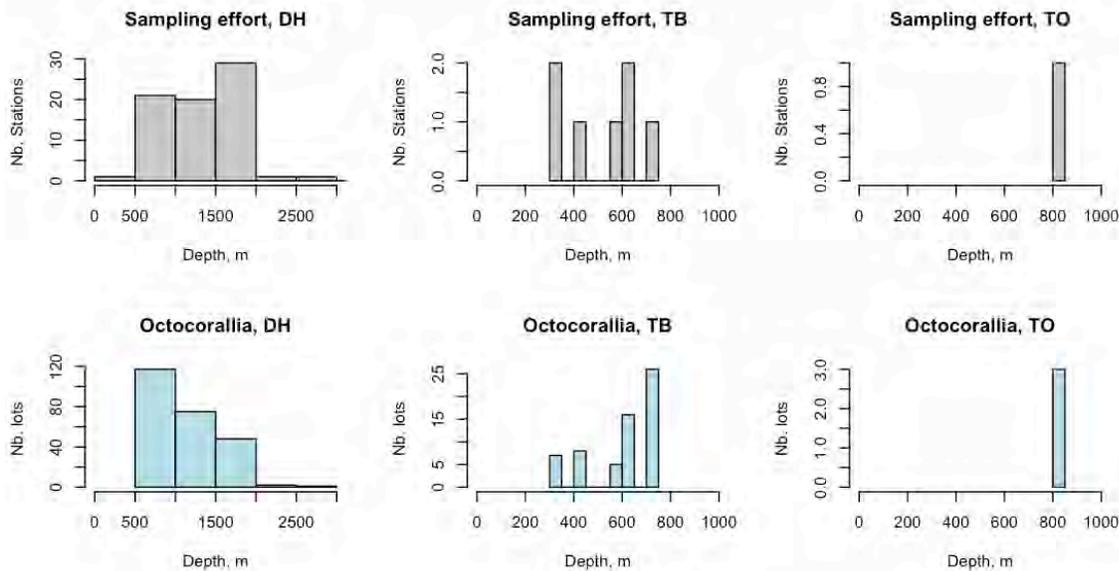 Sampling effort, DH
Nb. Stations
30
20
10
0
0 5000 1500 2500
Depth, m
Sampling effort, TB
Nb. Stations
2.0
1.0
0.0
0 200 400 600 800 1000
Depth, m
Sampling effort, TO
Nb. Stations
0.8
0.4
0.0
0 200 400 600 800 1000
Depth, m
Octocorallia, DH
Nb. lots
120
80
40
0
0 5000 1500 2500
Depth, m
Octocorallia, TB
Nb. lots
25
15
5
0
0 200 400 600 800 1000
Depth, m
Octocorallia, TO
Nb. lots
3.0
2.0
1.0
0.0
0 200 400 600 800 1000
Depth, m